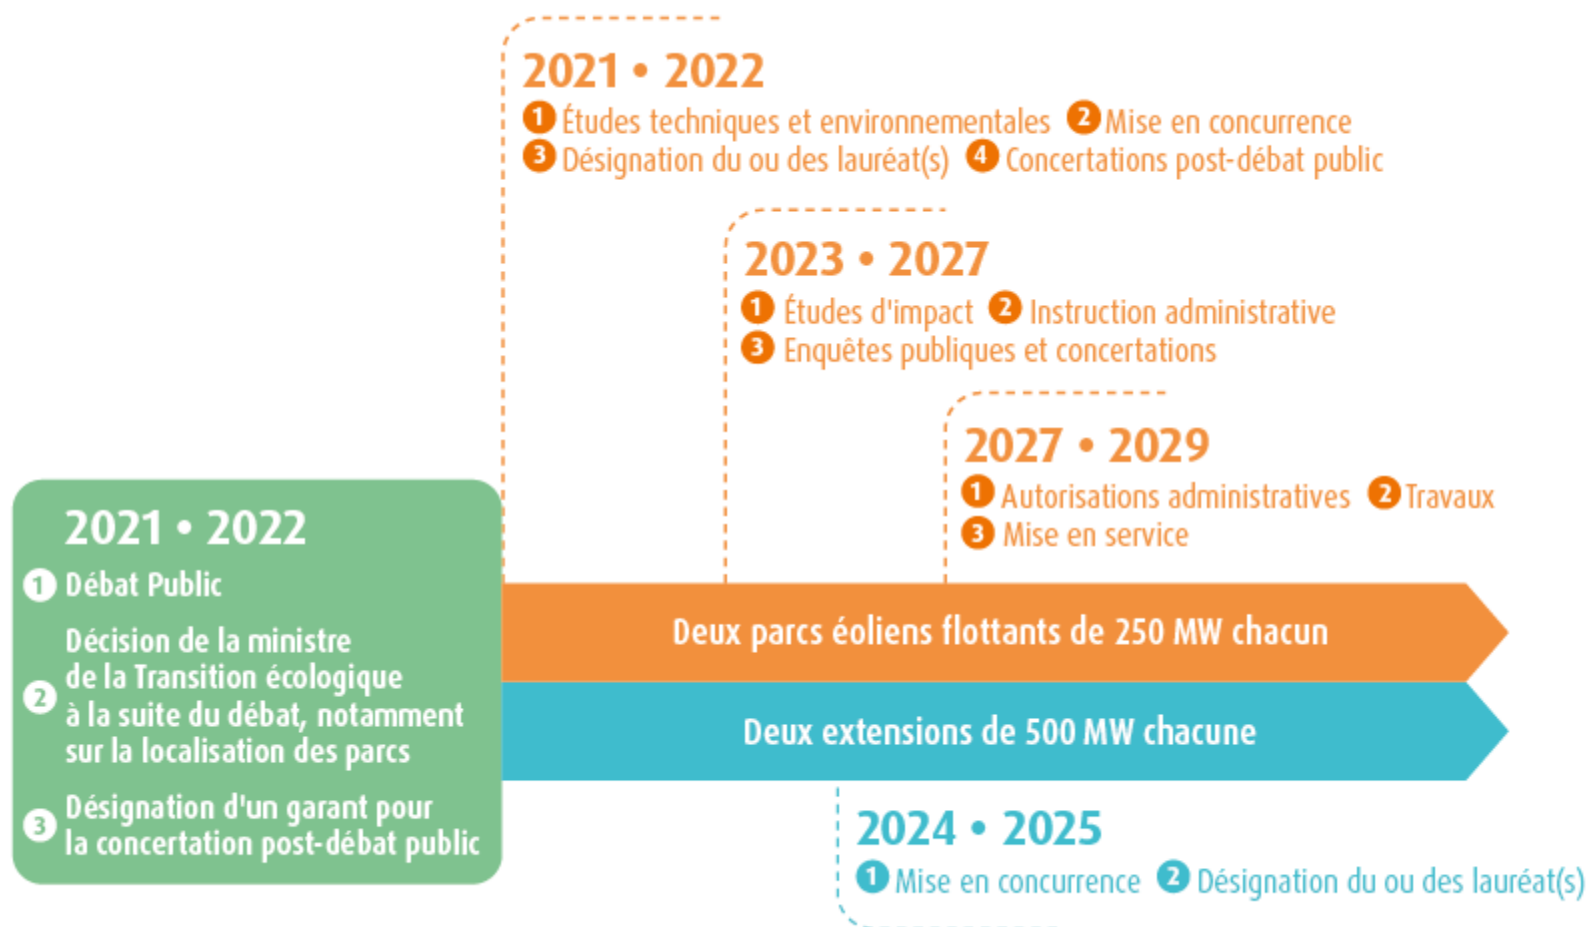 2021 • 2022
1 Études techniques et environnementales 2 Mise en concurrence
3 Désignation du ou des lauréat(s) 4 Concertations post-débat public
2023 • 2027
1 Études d'impact 2 Instruction administrative
3 Enquêtes publiques et concertations
2027 • 2029
1 Autorisations administratives 2 Travaux
3 Mise en service
2021 • 2022
1 Débat Public
Décision de la ministre
de la Transition écologique
2 à la suite du débat, notamment
sur la localisation des parcs
3 Désignation d'un garant pour
la concertation post-débat public
Deux parcs éoliens flottants de 250 MW chacun
Deux extensions de 500 MW chacune
2024 • 2025
1 Mise en concurrence 2 Désignation du ou des lauréat(s)